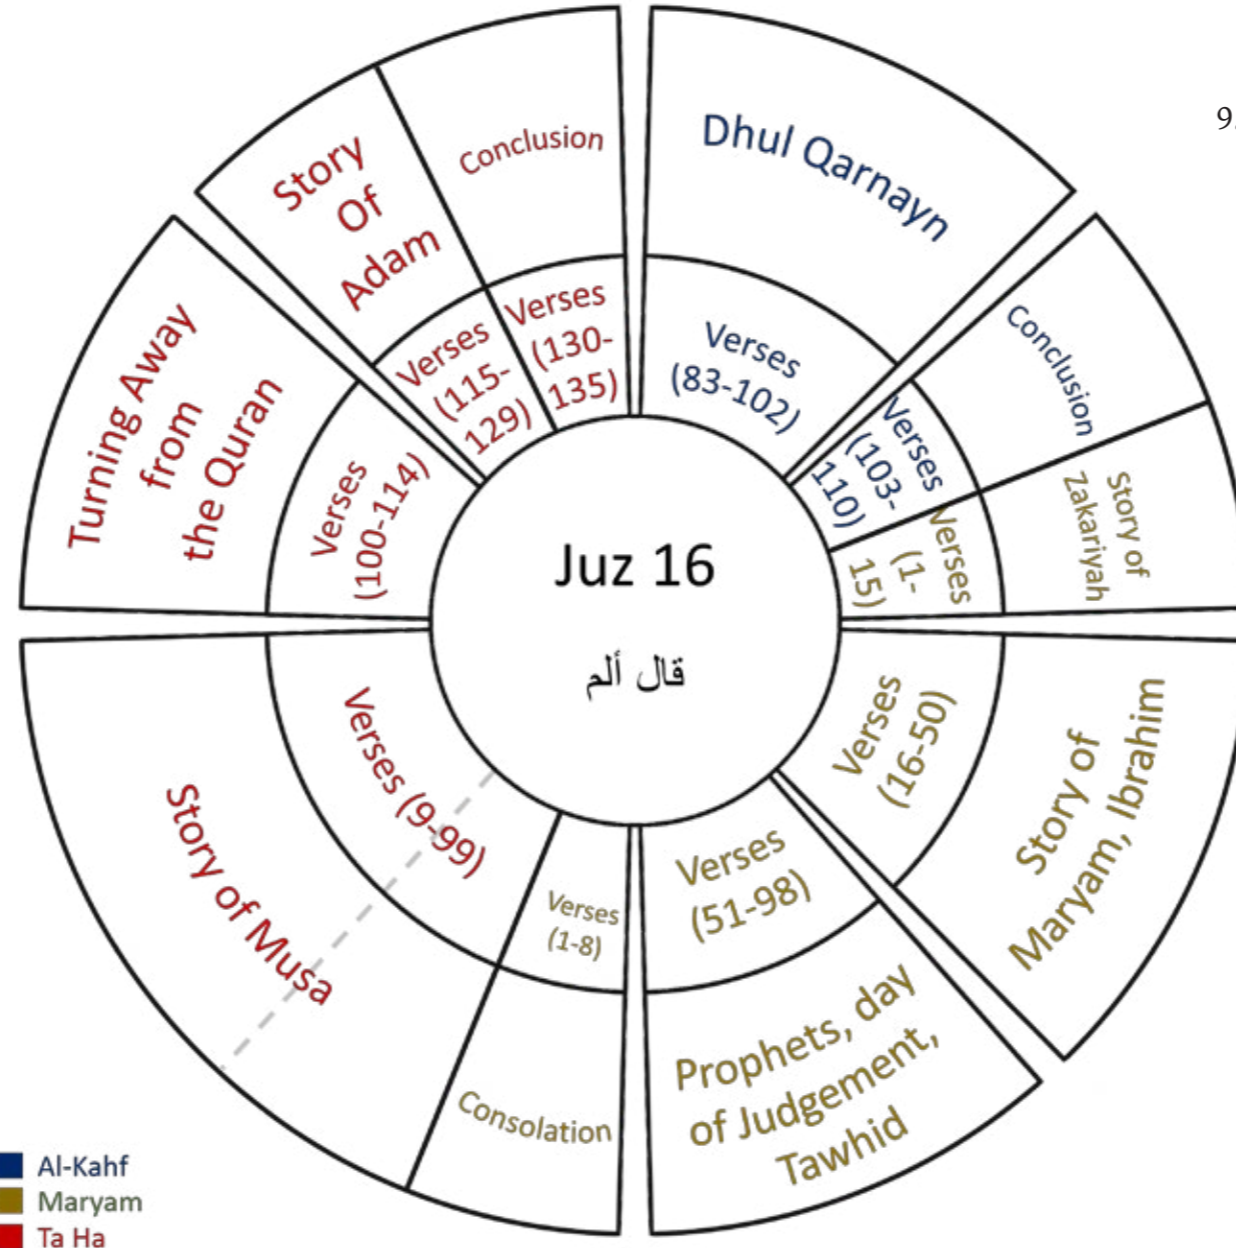 Dhul Qarnayn
Verses
(83-102)
Conclusion
Verses
(103-
110)
Story of
Zakariyah
Verses
(1-
15)
Story of
Maryam, Ibrahim
Verses
(16-50)
Prophets, day
of Judgement,
Tawhid
Verses
(51-98)
Consolation
Verses
(1-8)
Story of Musa
Verses (9-99)
Turning Away
from
the Quran
Verses
(100-114)
Story
Of
Adam
Verses
(115-
129)
Conclusion
Verses
(130-
135)
Juz 16
قال ألم
Al-Kahf
Maryam
Ta Ha